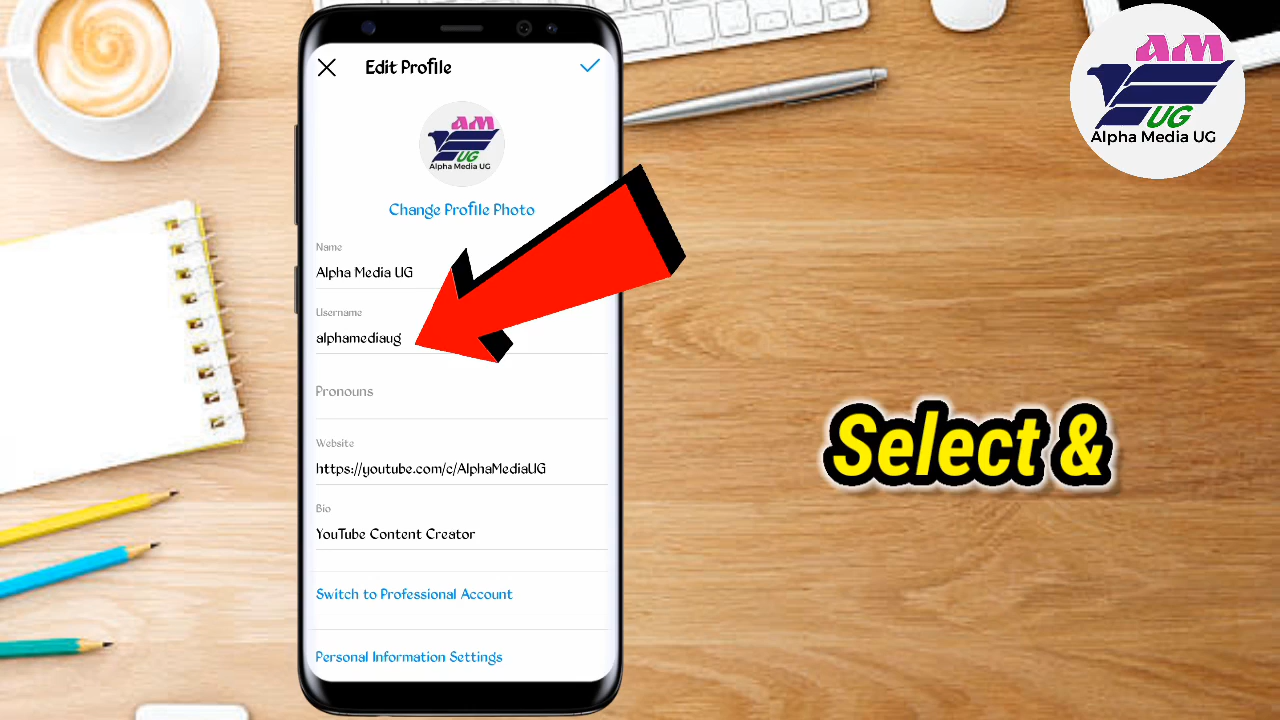 Edit Profile
AM
UG
Alpha Media UG
Change Profile Photo
Name
Alpha Media UG
Username
alphamediaug
Pronouns
Website
https://youtube.com/c/AlphaMediaUG
Bio
YouTube Content Creator
Switch to Professional Account
Personal Information Settings
AM
UG
Alpha Media UG
Select &